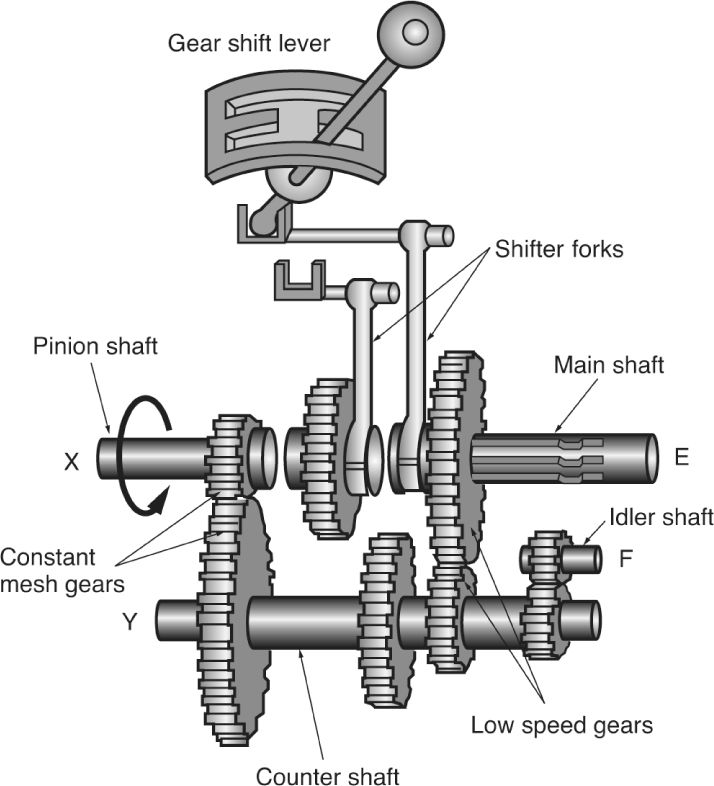 Gear shift lever
Shifter forks
Pinion shaft
Main shaft
X
E
Idler shaft
Constant
mesh gears
F
Y
Low speed gears
Counter shaft